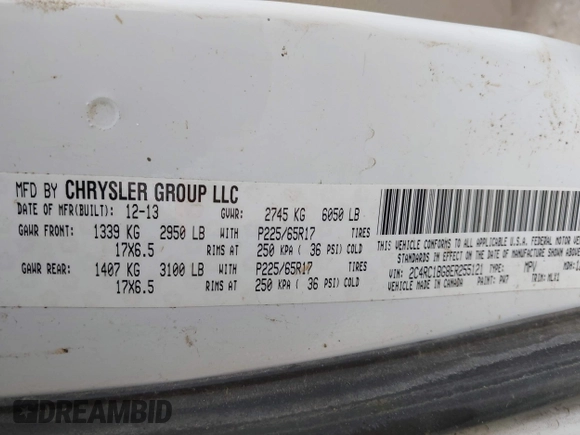 MFD BY CHRYSLER GROUP LLC
DATE OF MFR(BUILT): 12-13 GVWR: 2745 KG 6050 LB
GAWR FRONT: 1339 KG 2950 LB WITH P225/65R17 TIRES
17X6.5 RIMS AT 250 KPA ( 36 PSI) COLD
GAWR REAR: 1407 KG 3100 LB WITH P225/65R17 TIRES
17X6.5 RIMS AT 250 KPA ( 36 PSI) COLD
THIS VEHICLE CONFORMS TO ALL APPLICABLE U.S.A. FEDERAL MOTOR
STANDARDS IN EFFECT ON THE DATE OF MANUFACTURE SHOWN
VIN: 2C4RC1BG8ER255121 TYPE: MPV MDH:
VEHICLE MADE IN CANADA PAINT: PW7 TRIM: MLX1
DREAMBID